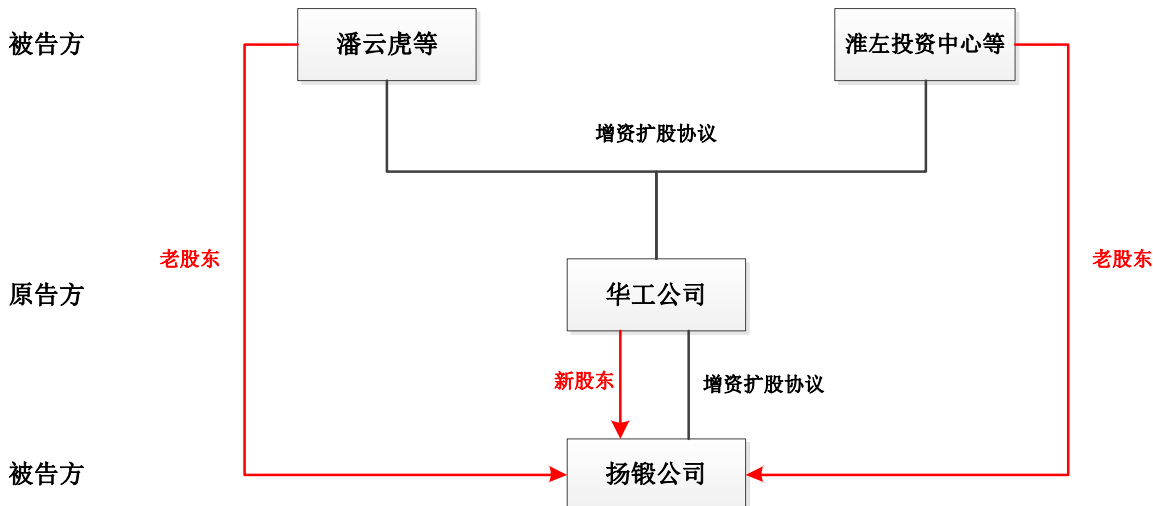 被告方
潘云虎等
淮左投资中心等
增资扩股协议
老股东
老股东
原告方
华工公司
新股东
增资扩股协议
被告方
扬锻公司